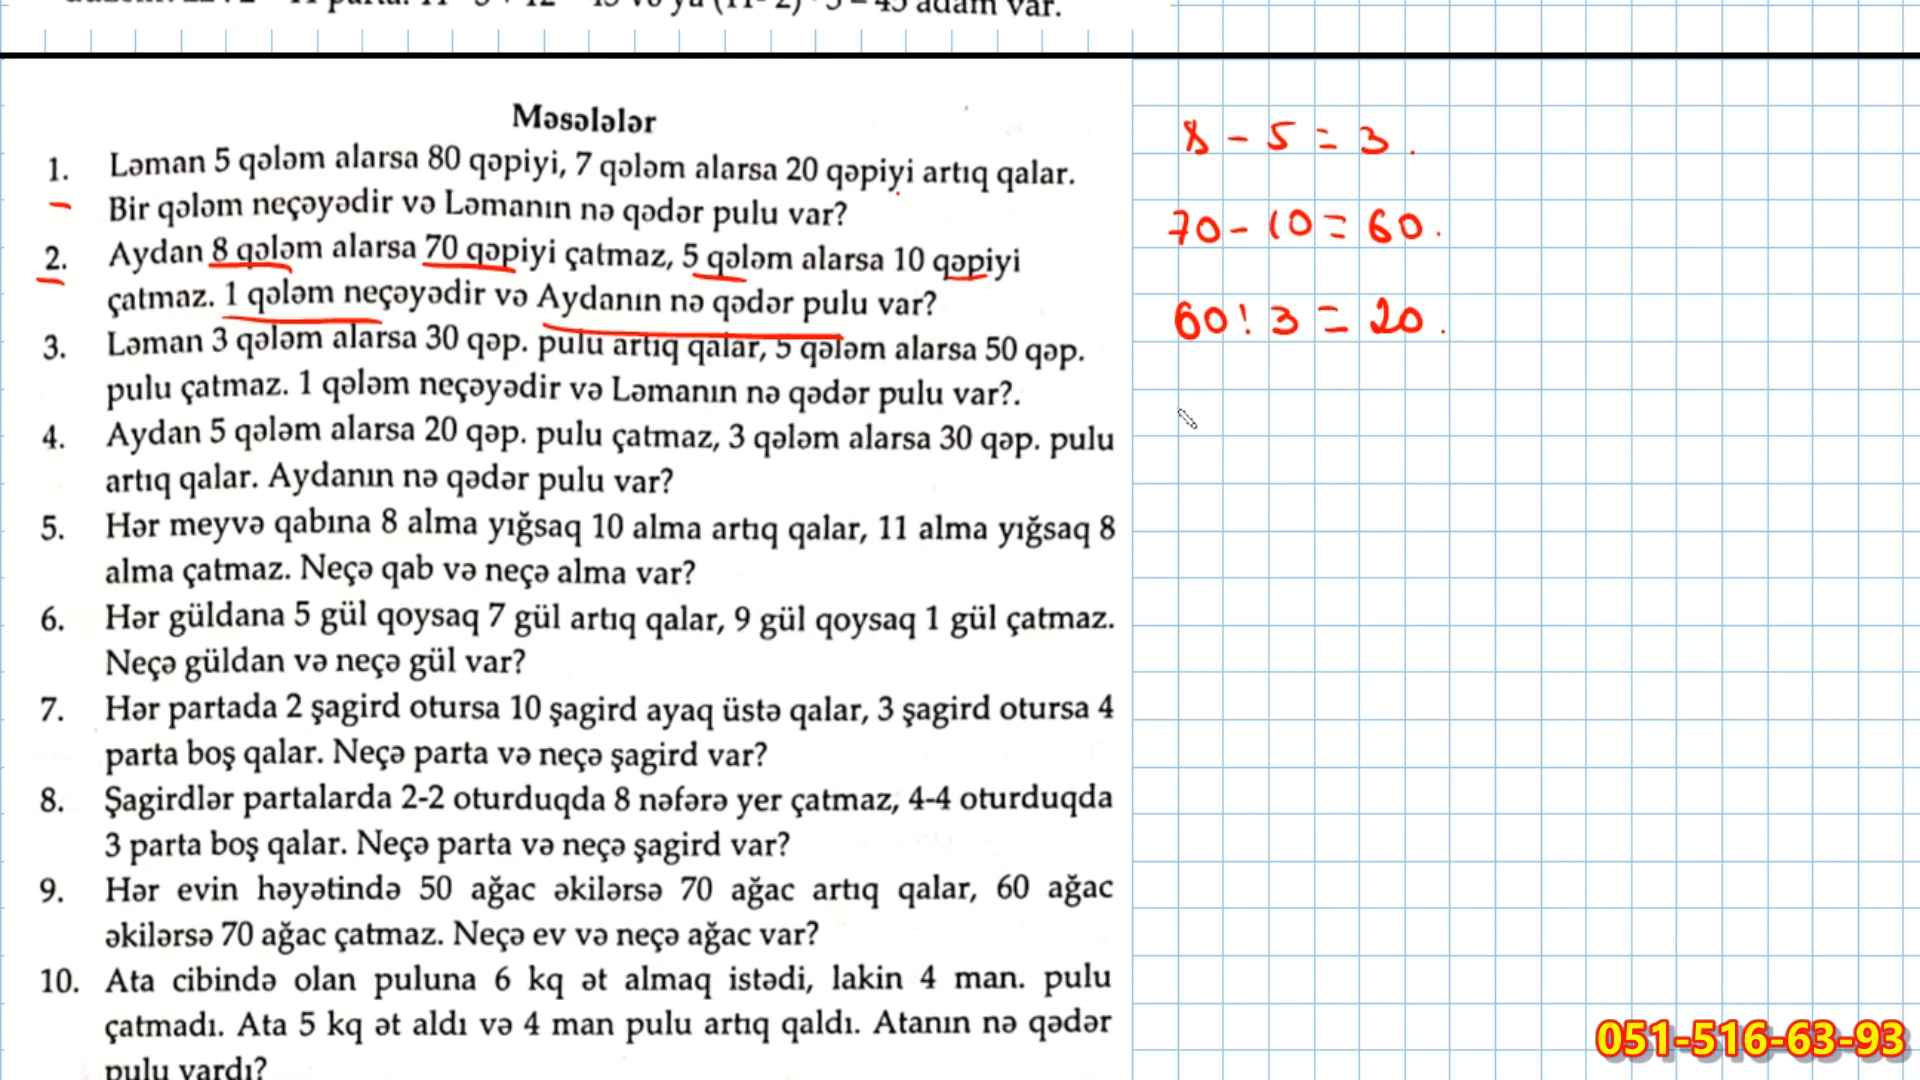 11 · 3 + 12 = 45 və ya (11- 2) · 5 = 45 adam var.
Məsələlər
1. Ləman 5 qələm alarsa 80 qəpiyi, 7 qələm alarsa 20 qəpiyi artıq qalar.
Bir qələm neçəyədir və Ləmanın nə qədər pulu var?
2. Aydan 8 qələm alarsa 70 qəpiyi çatmaz, 5 qələm alarsa 10 qəpiyi
çatmaz. 1 qələm neçəyədir və Aydanın nə qədər pulu var?
3. Ləman 3 qələm alarsa 30 qəp. pulu artıq qalar, 5 qələm alarsa 50 qəp.
pulu çatmaz. 1 qələm neçəyədir və Ləmanın nə qədər pulu var?.
4. Aydan 5 qələm alarsa 20 qəp. pulu çatmaz, 3 qələm alarsa 30 qəp. pulu
artıq qalar. Aydanın nə qədər pulu var?
5. Hər meyvə qabına 8 alma yığsaq 10 alma artıq qalar, 11 alma yığsaq 8
alma çatmaz. Neçə qab və neçə alma var?
6. Hər güldana 5 gül qoysaq 7 gül artıq qalar, 9 gül qoysaq 1 gül çatmaz.
Neçə güldan və neçə gül var?
7. Hər partada 2 şagird otursa 10 şagird ayaq üstə qalar, 3 şagird otursa 4
parta boş qalar. Neçə parta və neçə şagird var?
8. Şagirdlər partalarda 2-2 oturduqda 8 nəfərə yer çatmaz, 4-4 oturduqda
3 parta boş qalar. Neçə parta və neçə şagird var?
9. Hər evin həyətində 50 ağac əkilərsə 70 ağac artıq qalar, 60 ağac
əkilərsə 70 ağac çatmaz. Neçə ev və neçə ağac var?
10. Ata cibində olan puluna 6 kq ət almaq istədi, lakin 4 man. pulu
çatmadı. Ata 5 kq ət aldı və 4 man pulu artıq qaldı. Atanın nə qədər
pulu vardı?
8 - 5 = 3.
70 - 10 = 60.
60 : 3 = 20.
051-516-63-93